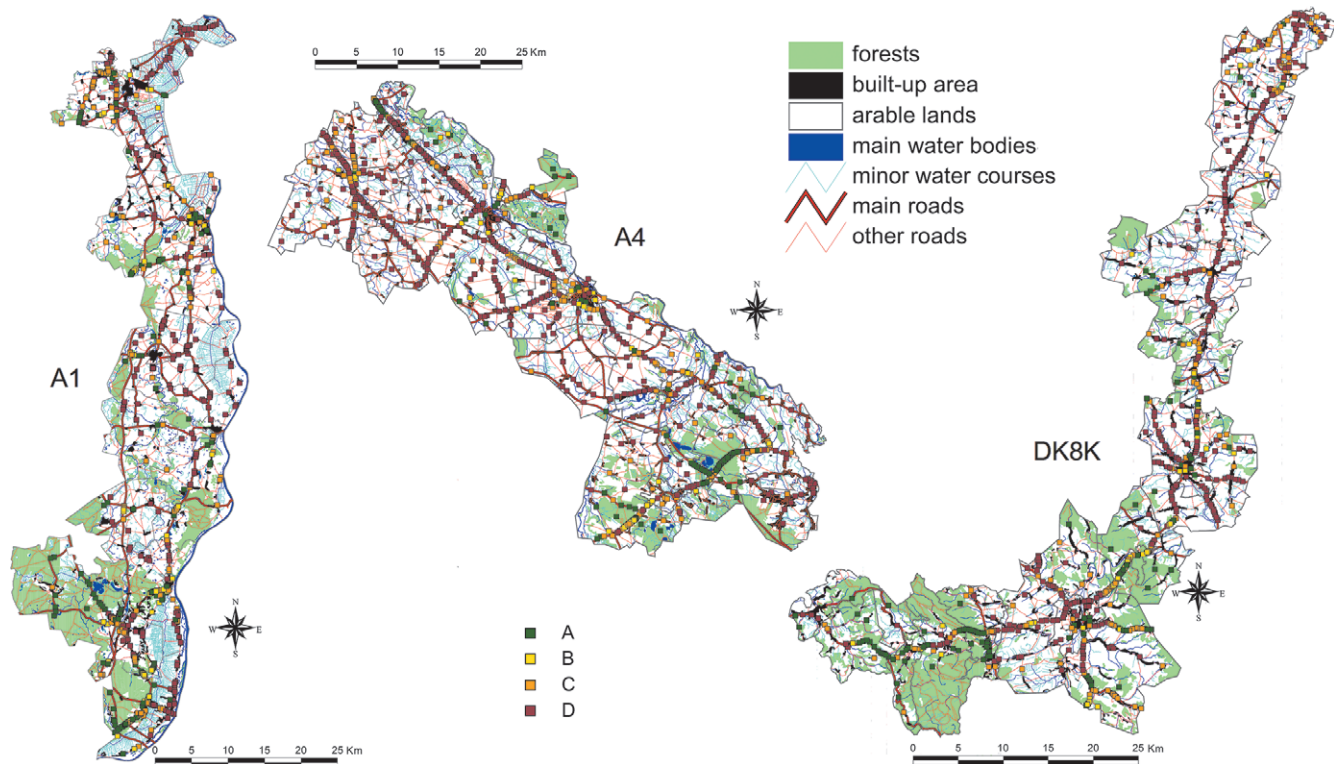 0 5 10 15 20 25 Km
forests
built-up area
arable lands
main water bodies
minor water courses
main roads
other roads
A4
N
W E
S
A1
DK8K
N
W E
S
N
W E
S
A
B
C
D
0 5 10 15 20 25 Km
0 5 10 15 20 25 Km